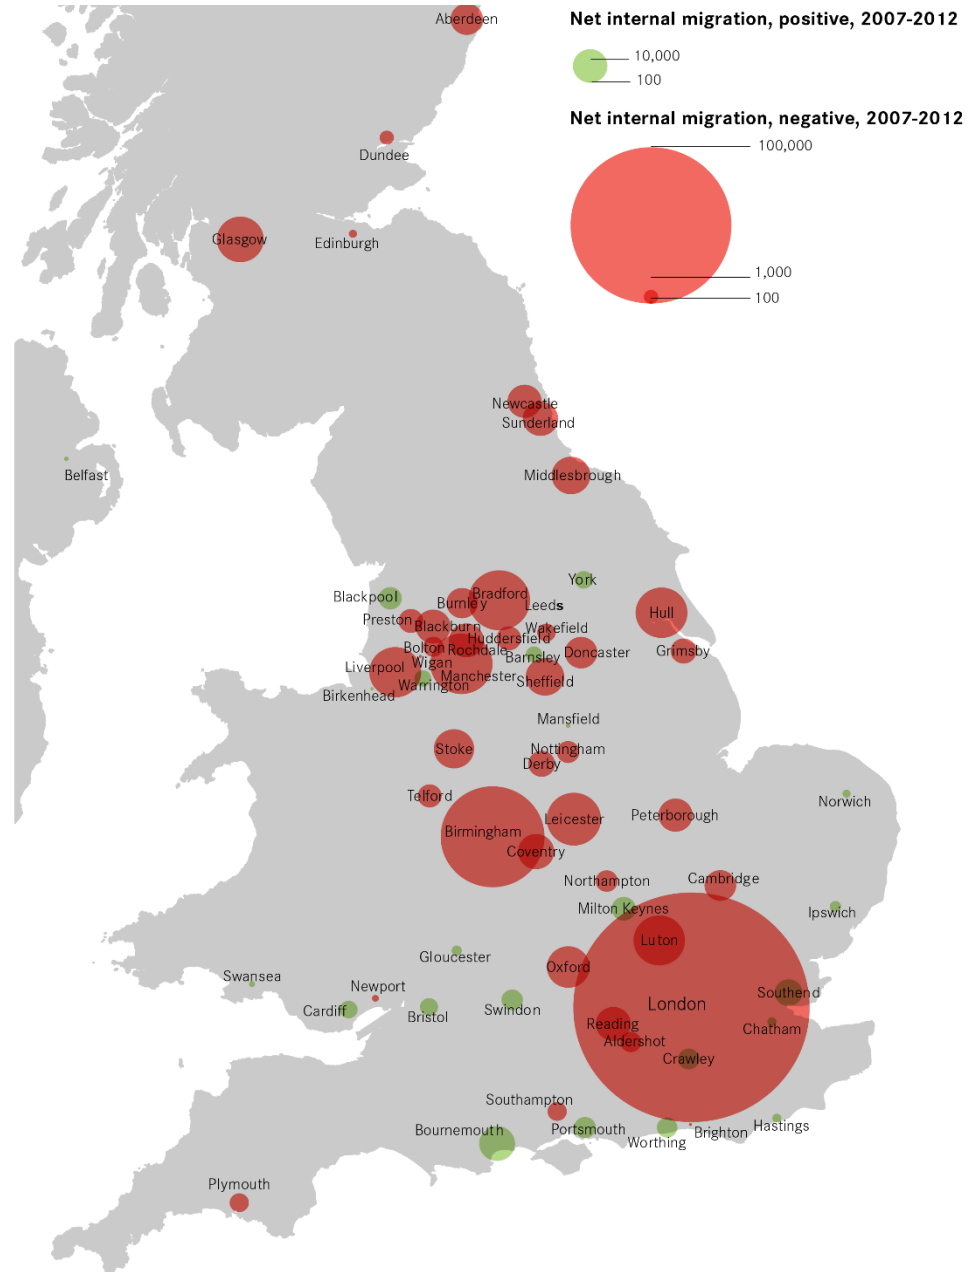 Aberdeen
Net internal migration, positive, 2007-2012
10,000
100
Net internal migration, negative, 2007-2012
100,000
Dundee
Glasgow
Edinburgh
1,000
100
Newcastle
Sunderland
Belfast
Middlesbrough
York
Blackpool
Bradford
Burnley
Leeds
Preston
Hull
Blackburn
Wakefield
Huddersfield
Bolton
Rochdale
Barnsley
Doncaster
Grimsby
Wigan
Liverpool
Manchester
Warrington
Sheffield
Birkenhead
Mansfield
Stoke
Nottingham
Derby
Telford
Norwich
Birmingham
Leicester
Peterborough
Coventry
Northampton
Cambridge
Milton Keynes
Ipswich
Luton
Gloucester
Oxford
Swansea
Newport
Southend
Cardiff
Bristol
Swindon
London
Reading
Chatham
Aldershot
Crawley
Southampton
Bournemouth
Portsmouth
Worthing
Brighton
Hastings
Plymouth